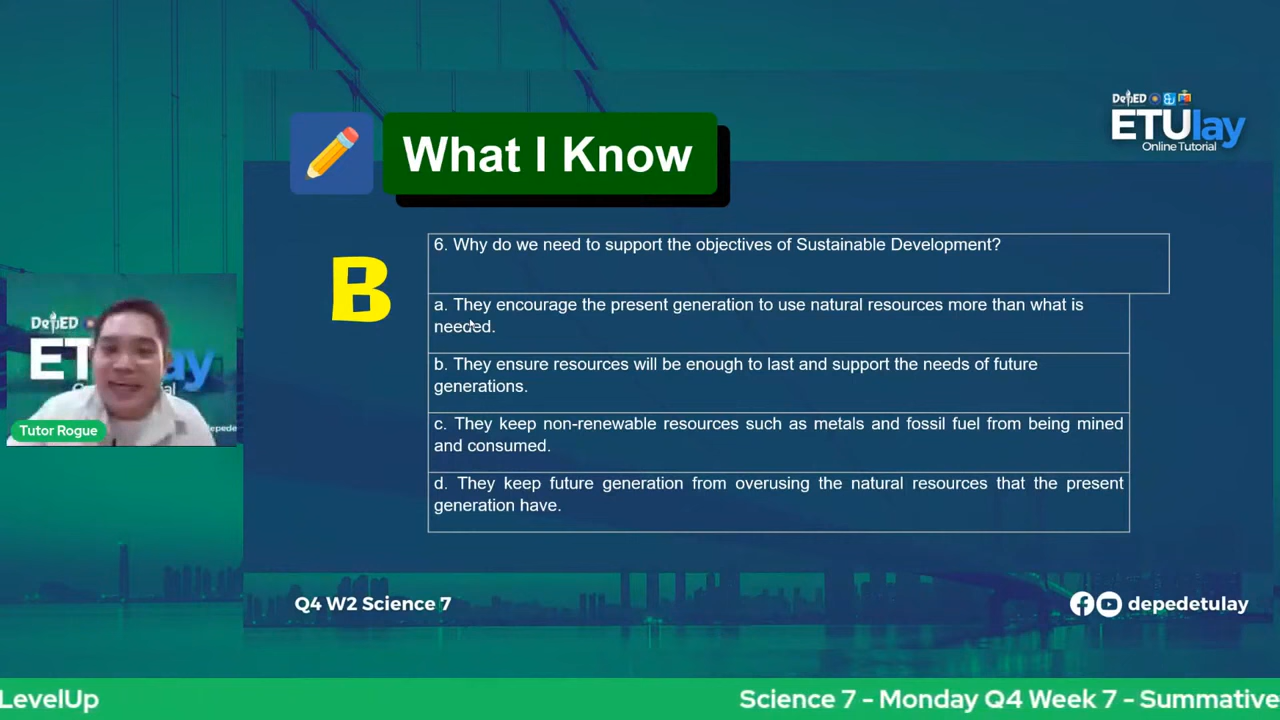 DepED
ETUlay
Online Tutorial
What I Know
B
6. Why do we need to support the objectives of Sustainable Development?
a. They encourage the present generation to use natural resources more than what is
needed.
b. They ensure resources will be enough to last and support the needs of future
generations.
c. They keep non-renewable resources such as metals and fossil fuel from being mined
and consumed.
d. They keep future generation from overusing the natural resources that the present
generation have.
DepED
ET ay
Tutor Rogue
Q4 W2 Science 7
depedetulay
LevelUp
Science 7 - Monday Q4 Week 7 - Summative